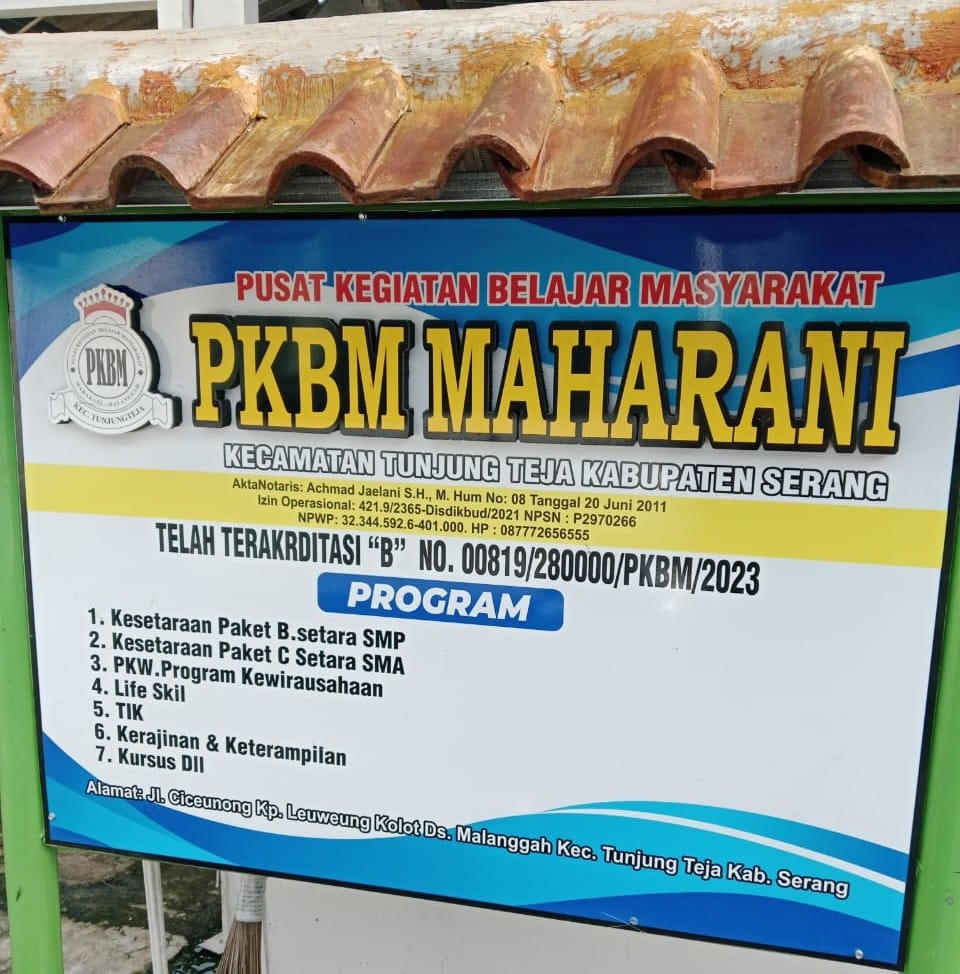 PUSAT KEGIATAN BELAJAR MASYARAKAT
PKBM MAHARANI
PKBM
KEC TUNJUNGTEJA
KECAMATAN TUNJUNG TEJA KABUPATEN SERANG
AktaNotaris: Achmad Jaelani S.H., M. Hum No: 08 Tanggal 20 Juni 2011
Izin Operasional: 421.9/2365-Disdikbud/2021 NPSN : P2970266
NPWP: 32.344.592.6-401.000. HP : 087772656555
TELAH TERAKRDITASI “B” NO. 00819/280000/PKBM/2023
PROGRAM
1. Kesetaraan Paket B.setara SMP
2. Kesetaraan Paket C Setara SMA
3. PKW.Program Kewirausahaan
4. Life Skil
5. TIK
6. Kerajinan & Keterampilan
7. Kursus Dll
Alamat: Jl. Ciceunong Kp. Leuweung Kolot Ds. Malanggah Kec. Tunjung Teja Kab. Serang